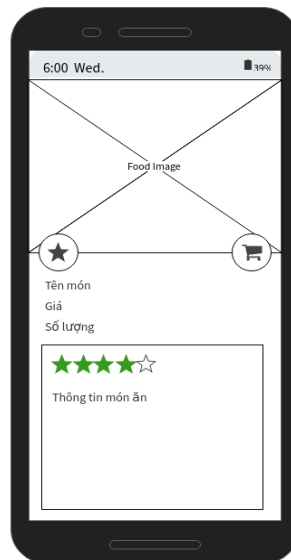 6:00 Wed.
39%
Food Image
Tên món
Giá
Số lượng
Thông tin món ăn